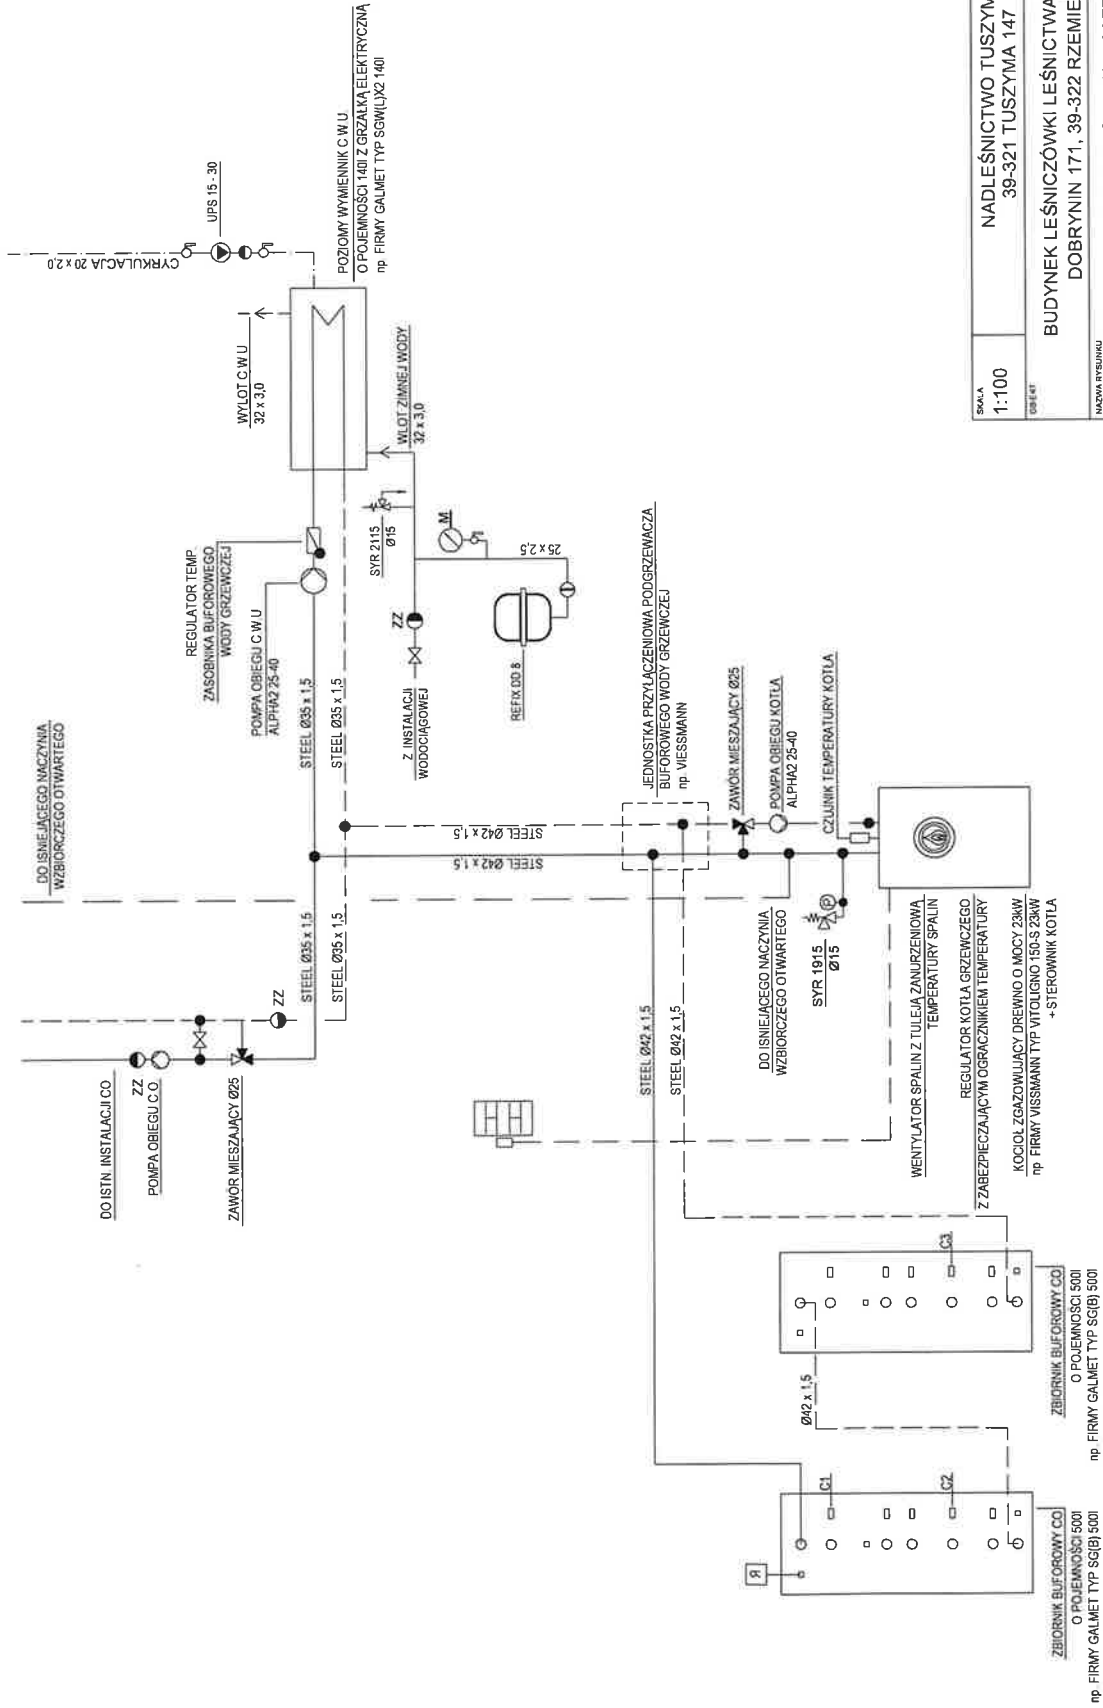 DO ISNIEJĄCEGO NACZYNIA
WZBIORCZEGO OTWARTEGO
CYRKULACJA 20 x 2,0
UPS 15 - 30
WYLOT C W U
32 x 3,0
POZIOMY WYMIENNIK C W U.
O POJEMNOSCI 140l Z GRZAŁKĄ ELEKTRYCZNĄ
np. FIRMY GALMET TYP SGW(L)X2 140l
REGULATOR TEMP.
ZASOBNIKA BUFOROWEGO
WODY GRZEWCZEJ
POMPA OBIEGU C W.U
ALPHA2 25-40
STEEL Ø35 x 1,5
STEEL Ø35 x 1,5
WLOT ZIMNEJ WODY
32 x 3,0
SYR 2115
Ø15
M
ZZ
25 x 2,5
Z INSTALACJI
WODOCIĄGOWEJ
REFIX DD 8
DO ISTN. INSTALACJI CO
ZZ
POMPA OBIEGU C O.
ZAWÓR MIESZAJĄCY Ø25
ZZ
STEEL Ø35 x 1,5
STEEL Ø35 x 1,5
STEEL Ø42 x 1,5
STEEL Ø42 x 1,5
JEDNOSTKA PRZYŁĄCZENIOWA PODGRZEWACZA
BUFOROWEGO WODY GRZEWCZEJ
np. VIESSMANN
ZAWÓR MIESZAJĄCY Ø25
POMPA OBIEGU KOTŁA
ALPHA2 25-40
CZUJNIK TEMPERATURY KOTŁA
DO ISNIEJĄCEGO NACZYNIA
WZBIORCZEGO OTWARTEGO
P
SYR 1915
Ø15
STEEL Ø42 x 1,5
STEEL Ø42 x 1,5
WENTYLATOR SPALIN Z TULEJĄ ZANURZENIOWĄ
TEMPERATURY SPALIN
REGULATOR KOTŁA GRZEWCZEGO
Z ZABEZPIECZAJĄCYM OGRACZNIKIEM TEMPERATURY
KOCIOŁ ZGAZOWUJĄCY DREWNO O MOCY 23kW
np FIRMY VISSMANN TYP VITOLIGNO 150-S 23kW
+ STEROWNIK KOTŁA
C3
Ø42 x 1,5
ZBIORNIK BUFOROWY CO
O POJEMNOSCI 500l
np. FIRMY GALMET TYP SG(B) 500l
C1
C2
R
ZBIORNIK BUFOROWY CO
O POJEMNOŚCI 500l
np. FIRMY GALMET TYP SG(B) 500l
SKALA
1:100
NADLEŚNICTWO TUSZYM
39-321 TUSZYMA 147
OBIEKT
BUDYNEK LEŚNICZÓWKI LEŚNICTWA
DOBRYNIN 171, 39-322 RZEMIE
NAZWA RYSUNKU